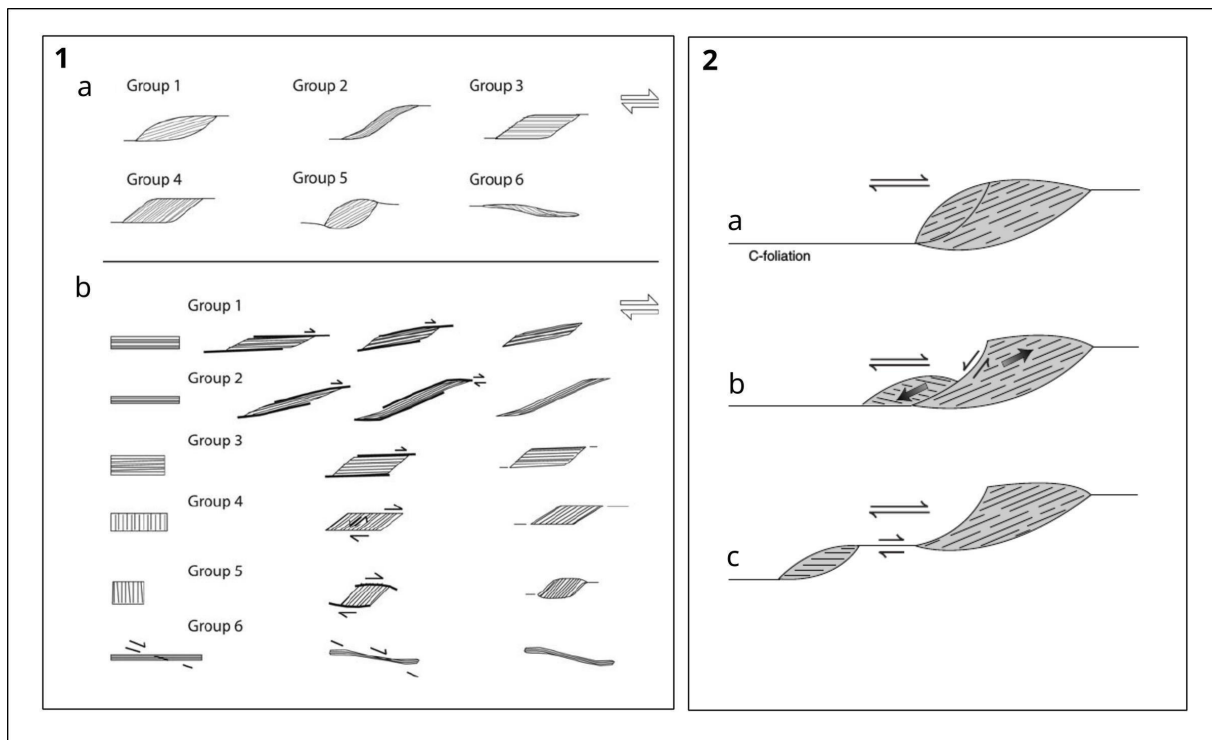 1
a
Group 1 Group 2 Group 3
Group 4 Group 5 Group 6
b
Group 1
Group 2
Group 3
Group 4
Group 5
Group 6
2
a
C-foliation
b
c